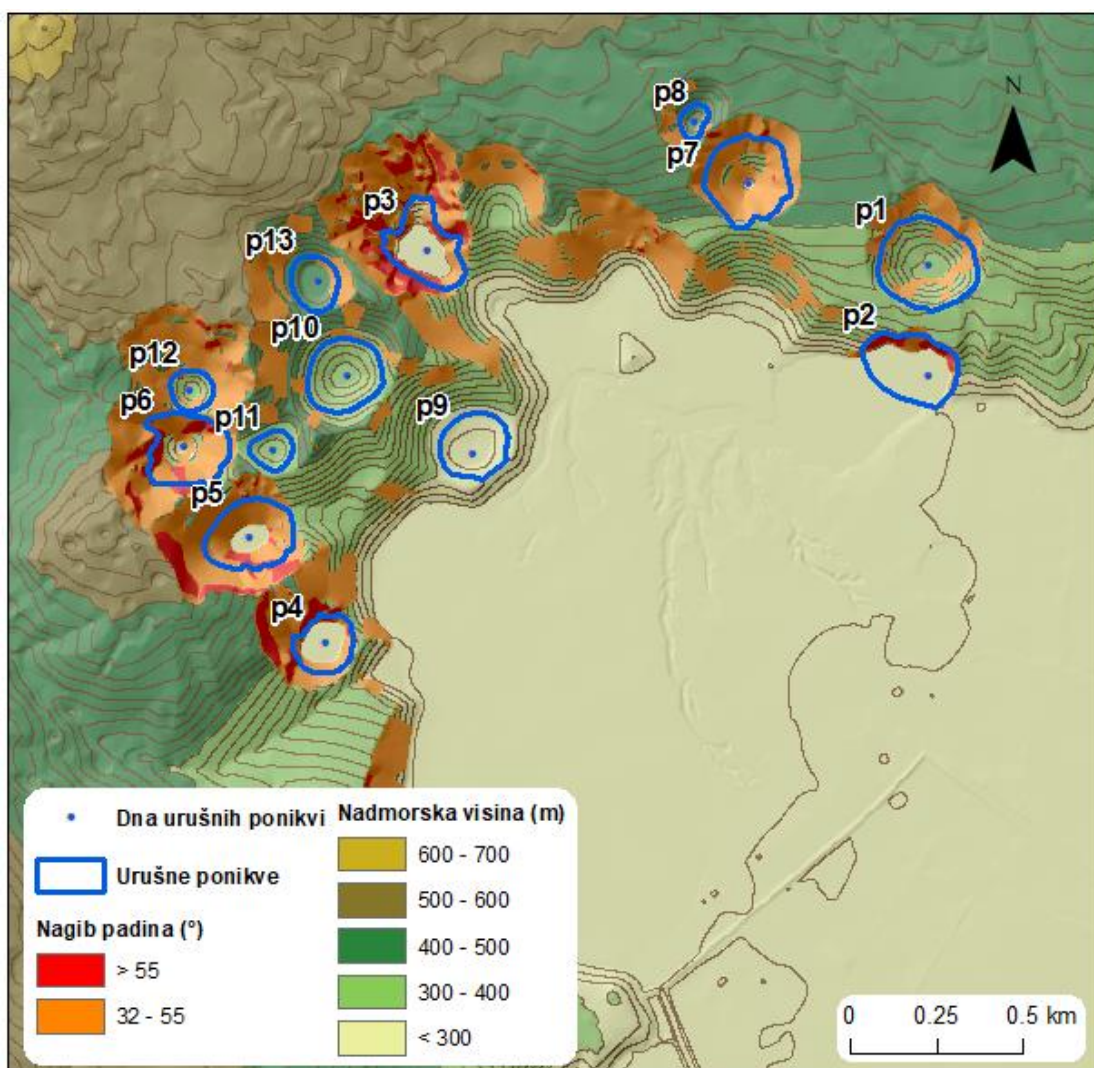 N
p8
p7
p3
p1
p13
p2
p10
p12
p6
p11
p9
p5
p4
Dna urušnih ponikvi
Urušne ponikve
Nagib padina (°)
> 55
32 - 55
Nadmorska visina (m)
600 - 700
500 - 600
400 - 500
300 - 400
< 300
0 0.25 0.5 km